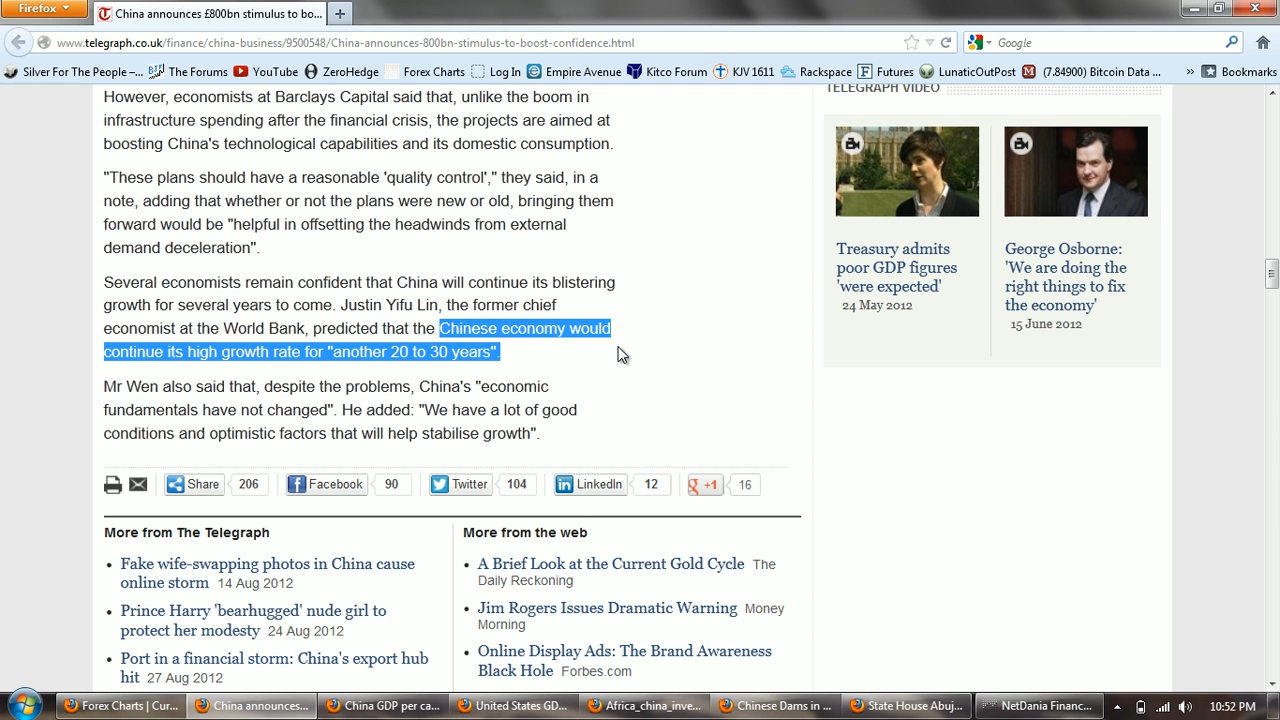 Firefox
China announces £800bn stimulus to bo...
www.telegraph.co.uk/finance/china-business/9500548/China-announces-800bn-stimulus-to-boost-confidence.html
Google
Silver For The People –...
The Forums
YouTube
ZeroHedge
Forex Charts
Log In
Empire Avenue
Kitco Forum
KJV 1611
Rackspace
Futures
LunaticOutPost
(7.84900) Bitcoin Data ...
Bookmarks
However, economists at Barclays Capital said that, unlike the boom in
infrastructure spending after the financial crisis, the projects are aimed at
boosting China's technological capabilities and its domestic consumption.
"These plans should have a reasonable 'quality control'," they said, in a
note, adding that whether or not the plans were new or old, bringing them
forward would be "helpful in offsetting the headwinds from external
demand deceleration".
Several economists remain confident that China will continue its blistering
growth for several years to come. Justin Yifu Lin, the former chief
economist at the World Bank, predicted that the Chinese economy would
continue its high growth rate for "another 20 to 30 years".
Mr Wen also said that, despite the problems, China's "economic
fundamentals have not changed". He added: "We have a lot of good
conditions and optimistic factors that will help stabilise growth".
Share 206
Facebook 90
Twitter 104
LinkedIn 12
+1 16
More from The Telegraph
Fake wife-swapping photos in China cause
online storm 14 Aug 2012
Prince Harry 'bearhugged' nude girl to
protect her modesty 24 Aug 2012
Port in a financial storm: China's export hub
hit 27 Aug 2012
More from the web
A Brief Look at the Current Gold Cycle The
Daily Reckoning
Jim Rogers Issues Dramatic Warning Money
Morning
Online Display Ads: The Brand Awareness
Black Hole Forbes.com
TELEGRAPH VIDEO
Treasury admits
poor GDP figures
'were expected'
24 May 2012
George Osborne:
'We are doing the
right things to fix
the economy'
15 June 2012
Forex Charts | Cur...
China announces...
China GDP per ca...
United States GD...
Africa_china_inve...
Chinese Dams in ...
State House Abuj...
NetDania Financ...
10:52 PM